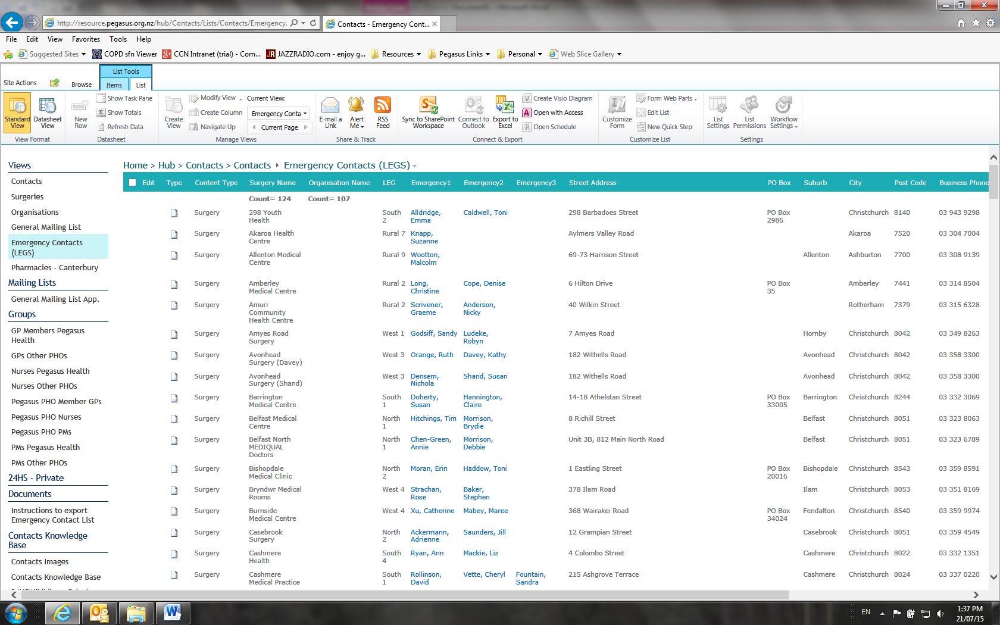 http://resource.pegasus.org.nz/hub/Contacts/Lists/Contacts/Emergency.
Contacts - Emergency Cont...
File Edit View Favorites Tools Help
Suggested Sites COPD sfn Viewer CCN Intranet (trial) - Com... JAZZRADIO.com - enjoy g... Resources Pegasus Links Personal Web Slice Gallery
List Tools
Site Actions Browse Items List
Standard View Datasheet View
View Format
New Row Show Task Pane Show Totals Refresh Data
Datasheet
Create View Modify View Create Column Navigate Up Current View: Emergency Conta Current Page
Manage Views
E-mail a Link Alert Me RSS Feed
Share & Track
Sync to SharePoint Workspace Connect to Outlook Export to Excel Create Visio Diagram Open with Access Open Schedule
Connect & Export
Customize Form Form Web Parts Edit List New Quick Step
Customize List
List Settings List Permissions Workflow Settings
Settings
Views
Contacts
Surgeries
Organisations
General Mailing List
Emergency Contacts
(LEGS)
Pharmacies - Canterbury
Mailing Lists
General Mailing List App.
Groups
GP Members Pegasus
Health
GPs Other PHOs
Nurses Pegasus Health
Nurses Other PHOs
Pegasus PHO Member GPs
Pegasus PHO Nurses
Pegasus PHO PMs
PMs Pegasus Health
PMs Other PHOs
24HS - Private
Documents
Instructions to export
Emergency Contact List
Contacts Knowledge
Base
Contacts Images
Contacts Knowledge Base
Home > Hub > Contacts > Contacts Emergency Contacts (LEGS)
Edit Type Content Type Surgery Name Organisation Name LEG Emergency1 Emergency2 Emergency3 Street Address PO Box Suburb City Post Code Business Phone
Count= 124 Count= 107
Surgery 298 Youth Health South 2 Alldridge, Emma Caldwell, Toni 298 Barbadoes Street PO Box 2986 Christchurch 8140 03 943 9298
Surgery Akaroa Health Centre Rural 7 Knapp, Suzanne Aylmers Valley Road Akaroa 7520 03 304 7004
Surgery Allenton Medical Centre Rural 9 Wootton, Malcolm 69-73 Harrison Street Allenton Ashburton 7700 03 308 9139
Surgery Amberley Medical Centre Rural 2 Long, Christine Cope, Denise 6 Hilton Drive PO Box 35 Amberley 7441 03 314 8504
Surgery Amuri Community Health Centre Rural 2 Scrivener, Graeme Anderson, Nicky 40 Wilkin Street Rotherham 7379 03 315 6328
Surgery Amyes Road Surgery West 1 Godsiff, Sandy Ludeke, Robyn 7 Amyes Road Hornby Christchurch 8042 03 349 8263
Surgery Avonhead Surgery (Davey) West 3 Orange, Ruth Davey, Kathy 182 Withells Road Avonhead Christchurch 8042 03 358 3300
Surgery Avonhead Surgery (Shand) West 3 Densem, Nichola Shand, Susan 182 Withells Road Avonhead Christchurch 8042 03 358 3300
Surgery Barrington Medical Centre South 1 Doherty, Susan Hannington, Claire 14-18 Athelstan Street PO Box 33005 Barrington Christchurch 8244 03 332 3069
Surgery Belfast Medical Centre North 1 Hitchings, Tim Morrison, Brydie 8 Richill Street Belfast Christchurch 8051 03 323 8063
Surgery Belfast North MEDIQUAL Doctors North 1 Chen-Green, Annie Morrison, Debbie Unit 3B, 812 Main North Road Belfast Christchurch 8051 03 323 6789
Surgery Bishopdale Medical Clinic North 2 Moran, Erin Haddow, Toni 1 Eastling Street PO Box 20016 Bishopdale Christchurch 8543 03 359 8591
Surgery Bryndwr Medical Rooms West 4 Strachan, Rose Baker, Stephen 378 Ilam Road Ilam Christchurch 8053 03 351 8169
Surgery Burnside Medical Centre West 4 Xu, Catherine Mabey, Maree 368 Wairakei Road PO Box 34024 Fendalton Christchurch 8540 03 359 9974
Surgery Casebrook Surgery North 2 Ackermann, Adrienne Saunders, Jill 12 Grampian Street Casebrook Christchurch 8051 03 359 4549
Surgery Cashmere Health South 4 Ryan, Ann Mackie, Liz 4 Colombo Street Cashmere Christchurch 8022 03 332 1351
Surgery Cashmere Medical Practice South 1 Rollinson, David Vette, Cheryl Fountain, Sandra 215 Ashgrove Terrace Cashmere Christchurch 8024 03 337 0220
EN 1:37 PM
21/07/15